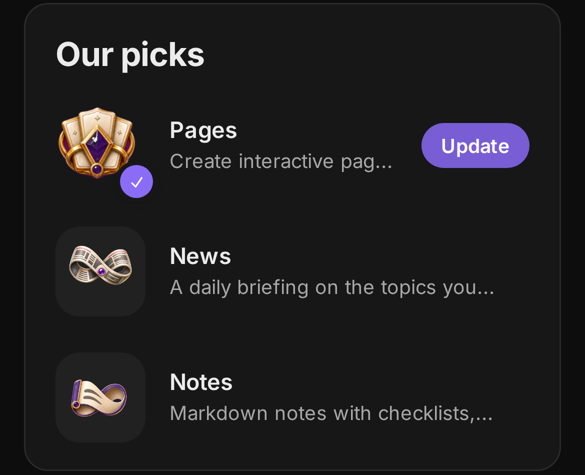 Our picks
Pages
Create interactive pag...
Update
News
A daily briefing on the topics you...
Notes
Markdown notes with checklists,...